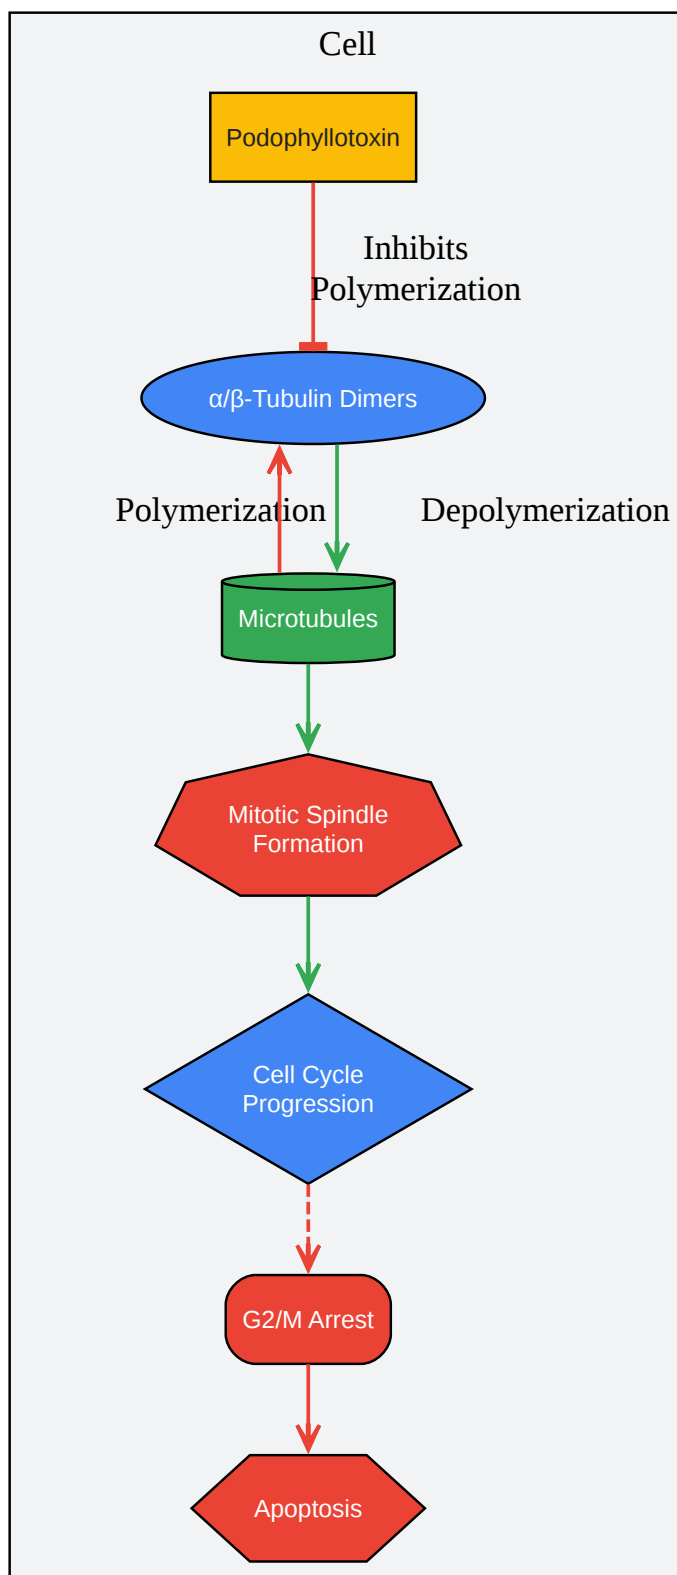 Cell
Podophyllotoxin
Inhibits
Polymerization
α/β-Tubulin Dimers
Polymerization
Depolymerization
Microtubules
Mitotic Spindle
Formation
Cell Cycle
Progression
G2/M Arrest
Apoptosis